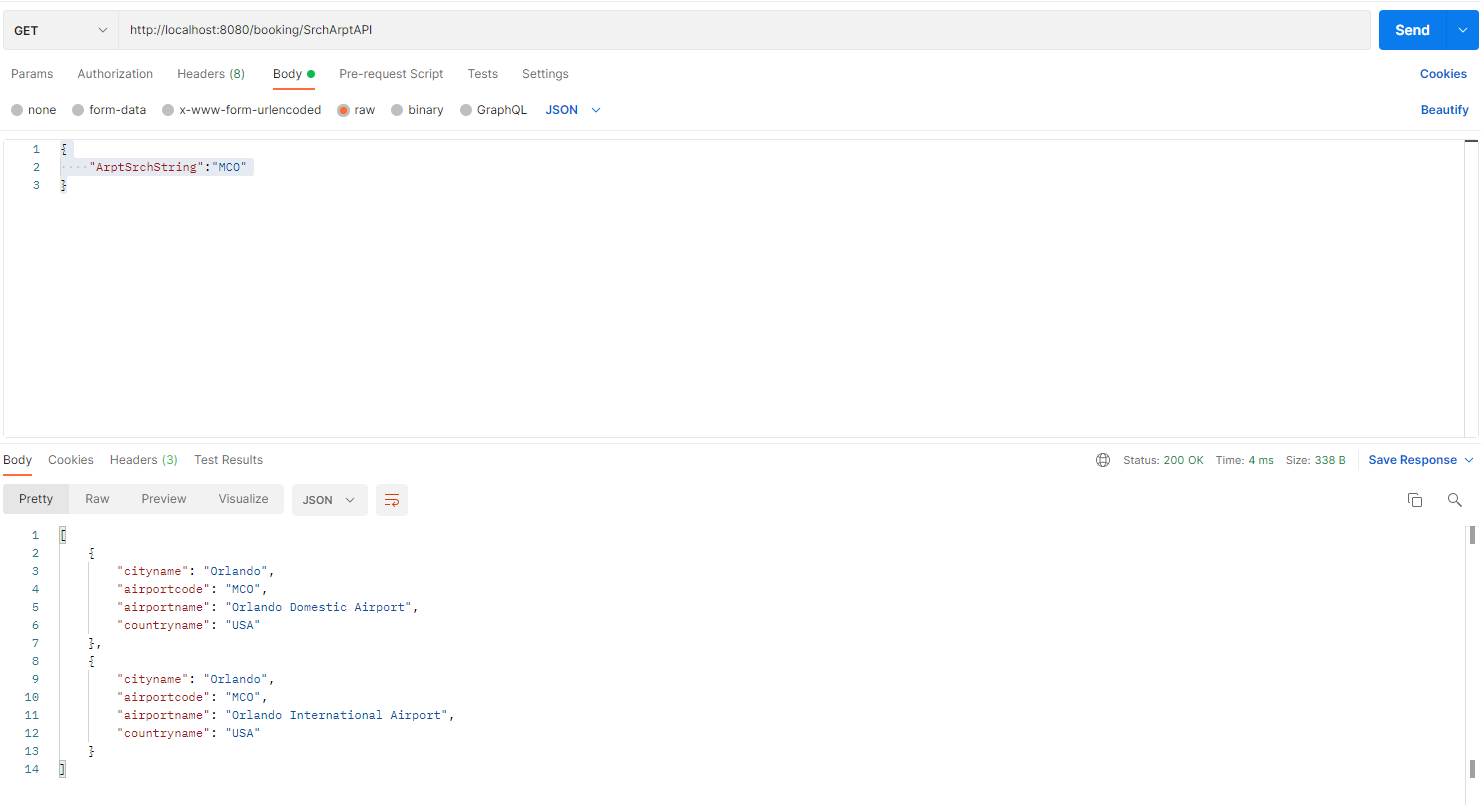 GET http://localhost:8080/booking/SrchArptAPI Send
Params Authorization Headers (8) Body Pre-request Script Tests Settings Cookies
none form-data x-www-form-urlencoded raw binary GraphQL JSON Beautify
1 {
2 ····"ArptSrchString":"MCO"
3 }
Body Cookies Headers (3) Test Results Status: 200 OK Time: 4 ms Size: 338 B Save Response
Pretty Raw Preview Visualize JSON
1 [
2 {
3 "cityname": "Orlando",
4 "airportcode": "MCO",
5 "airportname": "Orlando Domestic Airport",
6 "countryname": "USA"
7 },
8 {
9 "cityname": "Orlando",
10 "airportcode": "MCO",
11 "airportname": "Orlando International Airport",
12 "countryname": "USA"
13 }
14 ]